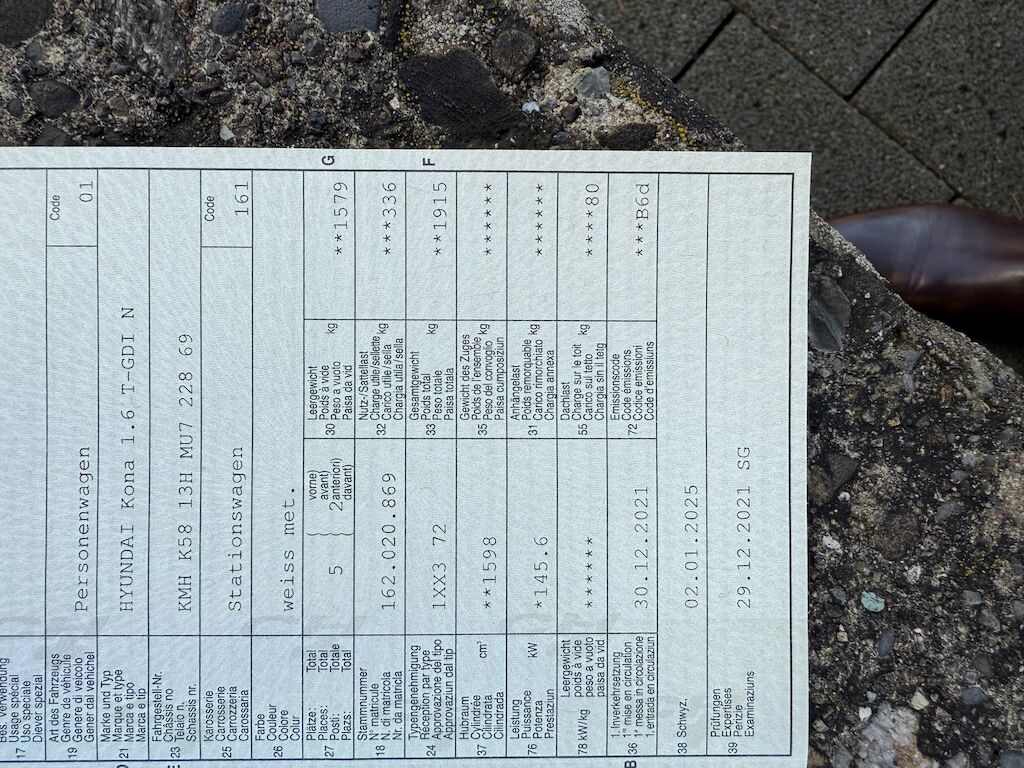 Bes. Verwendung
Usage spécial
Uso speciale
17 Diever spezial
Art des Fahrzeugs
Genre de véhicule
Genere di veicolo
19 Gener da vehichel
Personenwagen
Code
01
Marke und Typ
Marque et type
Marca e tipo
21 Marca e tip
HYUNDAI Kona 1.6 T-GDI N
Fahrgestell-Nr.
Châssis no
Telaio n.
23 Schassis nr.
KMH K58 13H MU7 228 69
E
Karosserie
Carrosserie
Carrozzeria
25 Carossaria
Stationswagen
Code
161
Farbe
Couleur
Colore
26 Colur
weiss met.
Plätze: Total
Places: Total
Posti: Totale
27 Plazs: Total
5
vorne)
avant)
2 anteriori)
davant)
Leergewicht
Poids à vide
Peso a vuoto
30 Paisa da vid
kg
**1579
G
Stammnummer
N° matricule
N. di matricola
18 Nr. da matricla
162.020.869
Nutz-/Sattellast
Charge utile/sellette kg
Carico utile/sella
32 Chargia utila/sella
***336
Typengenehmigung
Réception par type
Approvazione del tipo
24 Approvaziun dal tip
1XX3 72
Gesamtgewicht
Poids total
Peso totale
33 Paisa totala
kg
**1915
F
Hubraum
Cylindrée
Cilindrata
37 Cilindrada
cm³
**1598
Gewicht des Zuges
Poids de l'ensemble kg
Peso del convoglio
35 Paisa cumposiziun
******
Leistung
Puissance
Potenza
76 Prestaziun
kW
*145.6
Anhängelast
Poids remorquable kg
Carico rimorchiato
31 Chargia annexa
******
Leergewicht
poids à vide
peso a vuoto
78 kW/kg paisa da vid
******
Dachlast
Charge sur le toit kg
Carico sul tetto
55 Chargia sin il tetg
****80
1. Inverkehrsetzung
1re mise en circulation
1a messa in circolazione
B 36 1. entrada en circulaziun
30.12.2021
Emissionscode
Code émissions
Codice emissioni
72 Code d'emissiuns
***B6d
38 Schwyz,
02.01.2025
Prüfungen
Expertises
Perizie
39 Examinaziuns
29.12.2021 SG